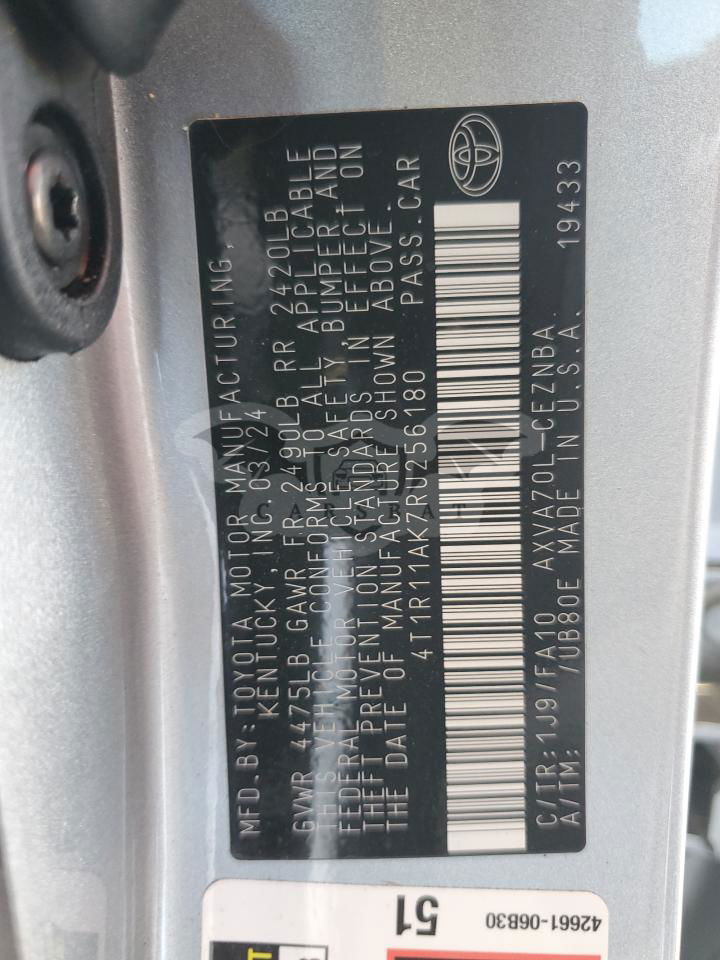 MFD.BY:TOYOTA MOTOR MANUFACTURING,
KENTUCKY,INC.03/24
GVWR 4475LB GAWR FR 2490LB RR 2420LB
THIS VEHICLE CONFORMS TO ALL APPLICABLE
FEDERAL MOTOR VEHICLE SAFETY, BUMPER,AND
THEFT PREVENTION STANDARDS IN EFFECT ON
THE DATE OF MANUFACTURE SHOWN ABOVE.
4T1R11AK7RU256180 PASS.CAR
C/TR:1J9/FA10 AXVA70L-CEZNBA
A/TM: /UB80E MADE IN U.S.A. 19433
CARSBAT
42661-06B30
51